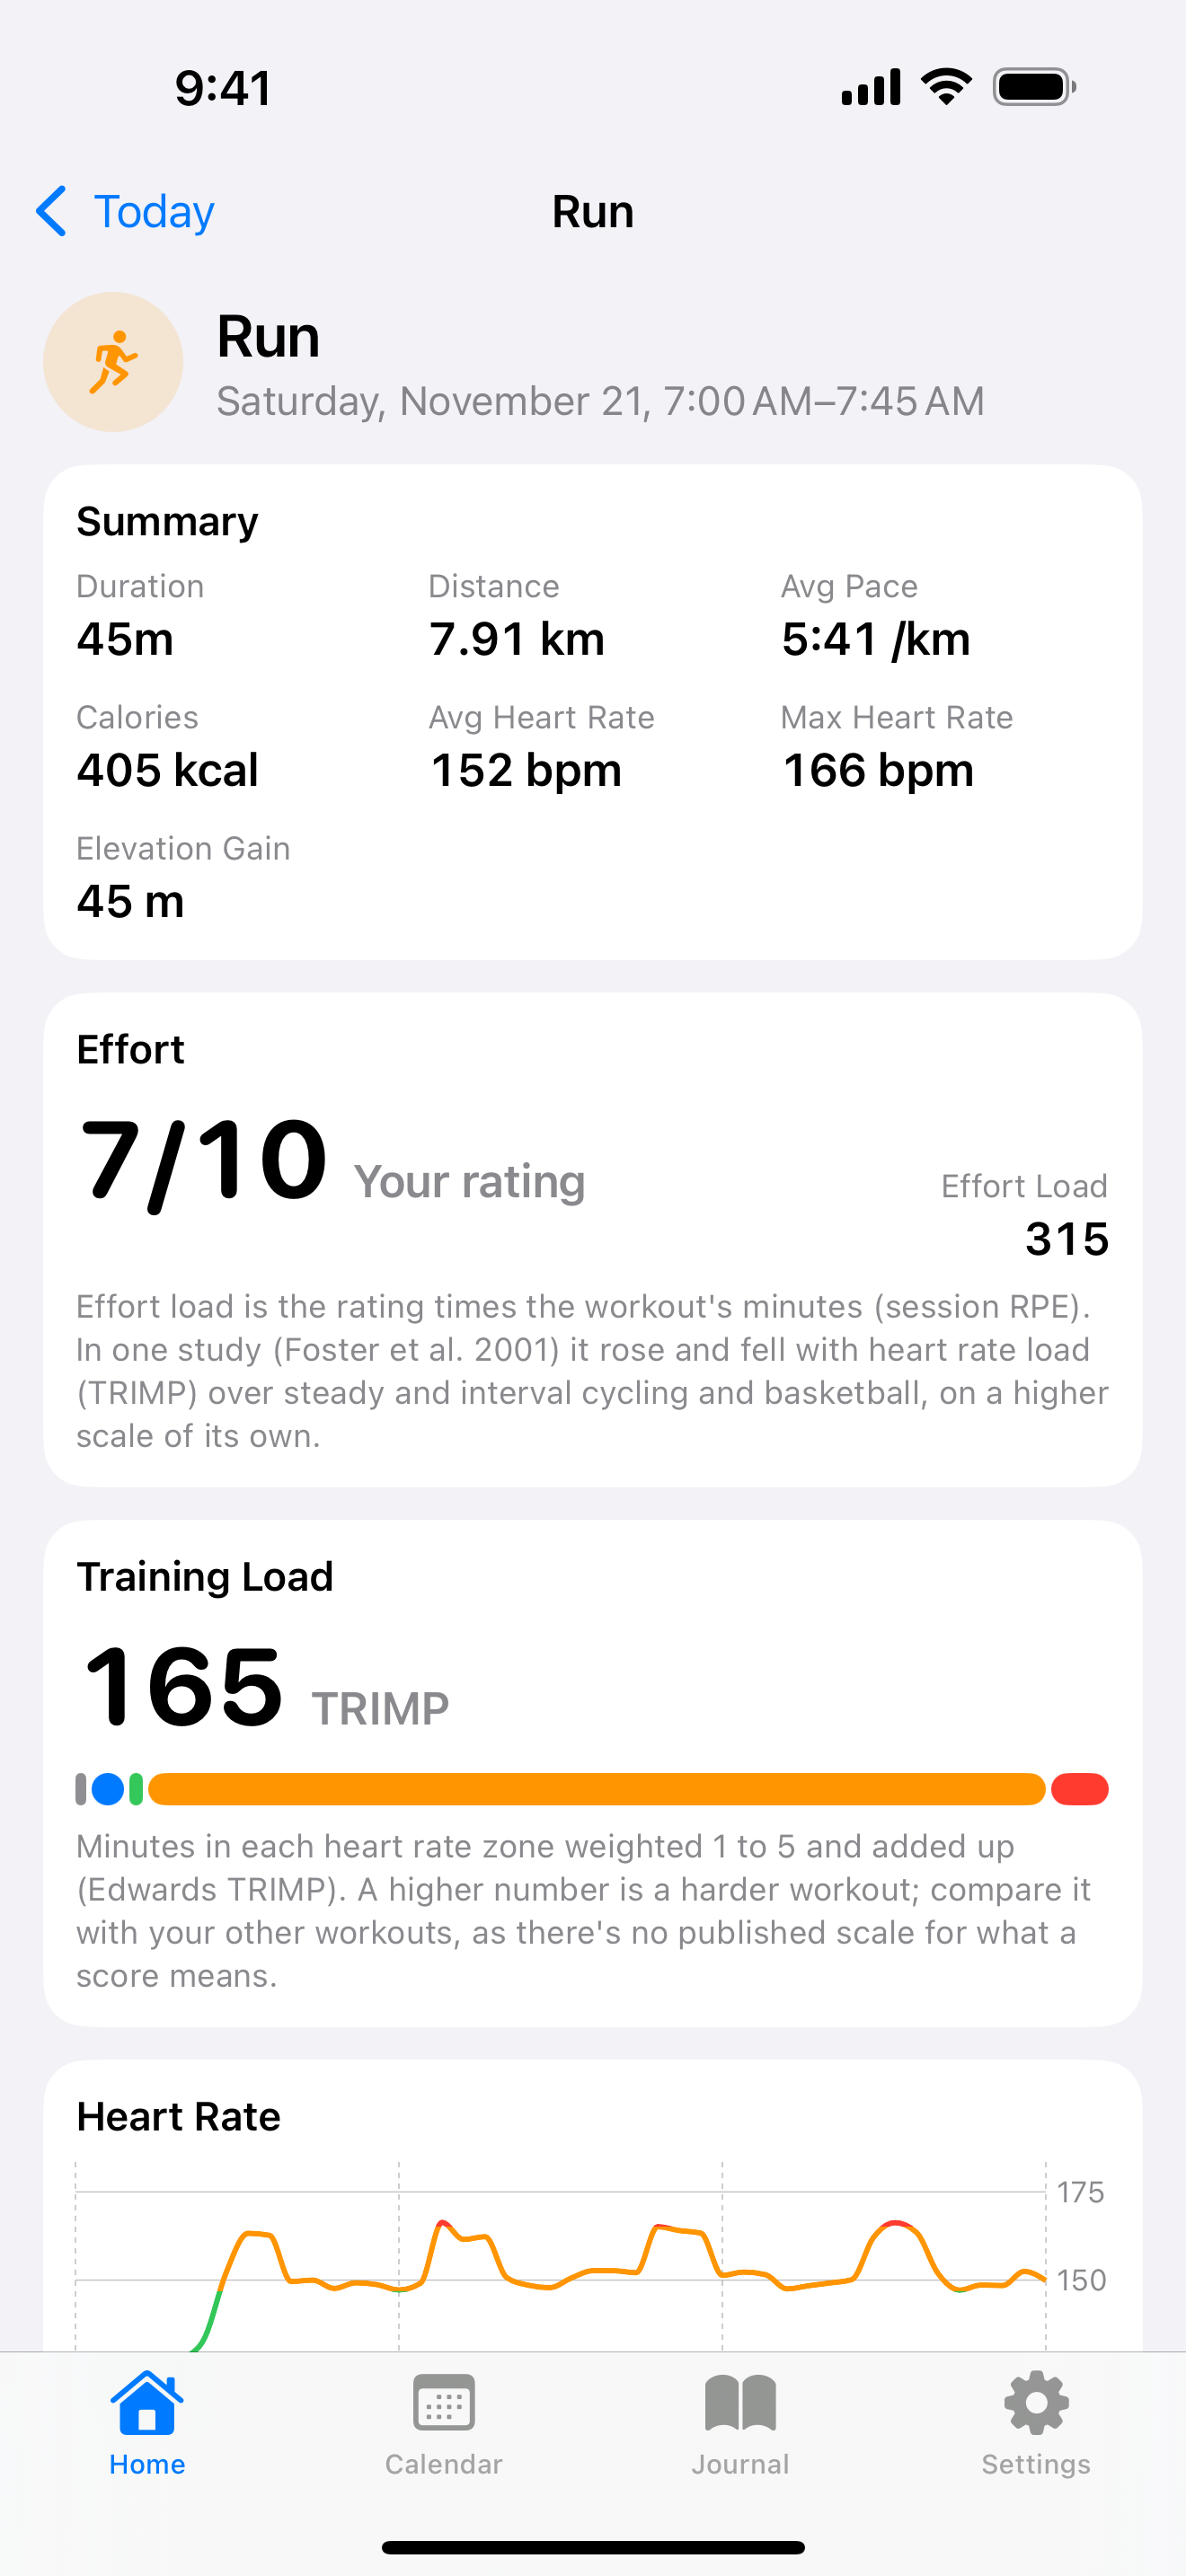 9:41
Today
Run
Run
Saturday, November 21, 7:00 AM–7:45 AM
Summary
Duration
Distance
Avg Pace
45m
7.91 km
5:41 /km
Calories
Avg Heart Rate
Max Heart Rate
405 kcal
152 bpm
166 bpm
Elevation Gain
45 m
Effort
7/10 Your rating
Effort Load
315
Effort load is the rating times the workout's minutes (session RPE).
In one study (Foster et al. 2001) it rose and fell with heart rate load
(TRIMP) over steady and interval cycling and basketball, on a higher
scale of its own.
Training Load
165 TRIMP
Minutes in each heart rate zone weighted 1 to 5 and added up
(Edwards TRIMP). A higher number is a harder workout; compare it
with your other workouts, as there's no published scale for what a
score means.
Heart Rate
175
150
Home
Calendar
Journal
Settings